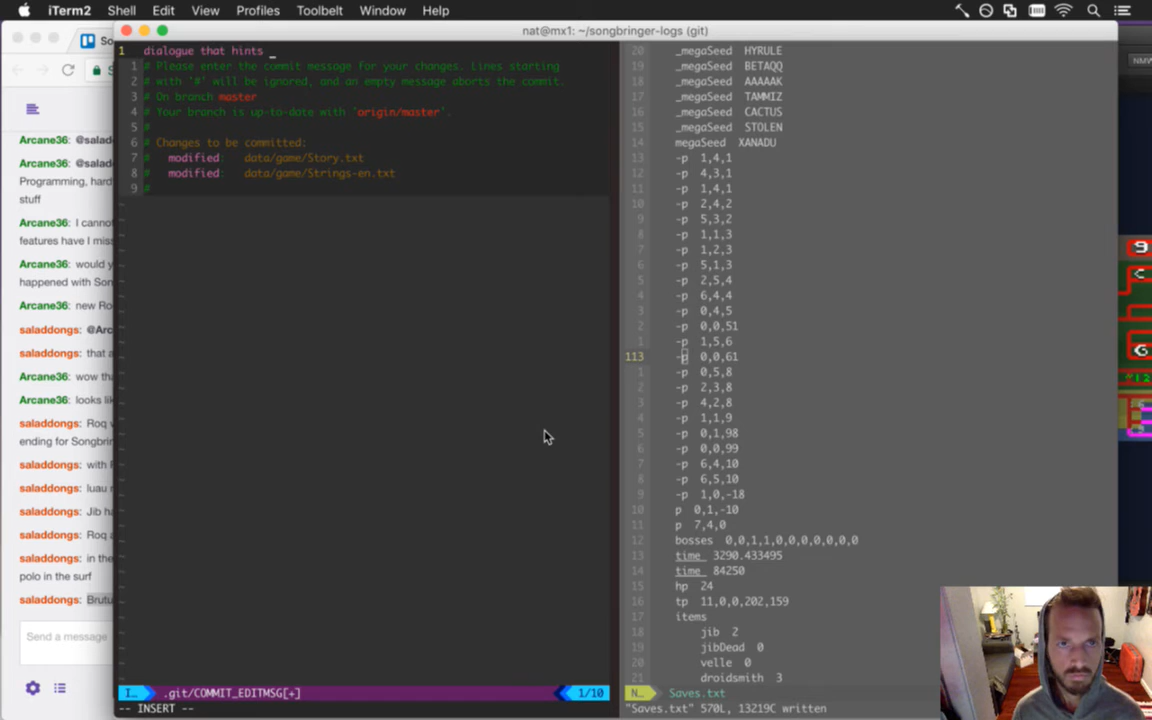 iTerm2 Shell Edit View Profiles Toolbelt Window Help
nat@mx1: ~/songbringer-logs (git)
So
S
Arcane36: @salad
Arcane36: @salad
Programming, hard
stuff
Arcane36: I canno
features have I mis
Arcane36: would y
happened with Son
Arcane36: new Ro
saladdongs: @Arc
saladdongs: that a
Arcane36: wow tha
Arcane36: looks lik
saladdongs: Roq
ending for Songbrin
saladdongs: with
saladdongs: luau
saladdongs: Jib ha
saladdongs: Roq a
saladdongs: in the
polo in the surf
saladdongs: Brutu
Send a message
1 dialogue that hints _
1 # Please enter the commit message for your changes. Lines starting
2 # with '#' will be ignored, and an empty message aborts the commit.
3 # On branch master
4 # Your branch is up-to-date with 'origin/master'.
5 #
6 # Changes to be committed:
7 # modified: data/game/Story.txt
8 # modified: data/game/Strings-en.txt
9 #
I... .git/COMMIT_EDITMSG[+] 1/10
-- INSERT --
20 _megaSeed HYRULE
19 _megaSeed BETAQQ
18 _megaSeed AAAAAK
17 _megaSeed TAMMIZ
16 _megaSeed CACTUS
15 _megaSeed STOLEN
14 megaSeed XANADU
13 -p 1,4,1
12 -p 4,3,1
11 -p 1,4,1
10 -p 2,4,2
9 -p 5,3,2
8 -p 1,1,3
7 -p 1,2,3
6 -p 5,1,3
5 -p 2,5,4
4 -p 6,4,4
3 -p 0,4,5
2 -p 0,0,51
1 -p 1,5,6
113 -p 0,0,61
1 -p 0,5,8
2 -p 2,3,8
3 -p 4,2,8
4 -p 1,1,9
5 -p 0,1,98
6 -p 0,0,99
7 -p 6,4,10
8 -p 6,5,10
9 -p 1,0,-18
10 p 0,1,-10
11 p 7,4,0
12 bosses 0,0,1,1,0,0,0,0,0,0,0
13 time_ 3290.433495
14 time_ 84250
15 hp 24
16 tp 11,0,0,202,159
17 items
18 jib 2
19 jibDead 0
20 velle 0
21 droidsmith 3
N... Saves.txt
"Saves.txt" 570L, 13219C written
NMW